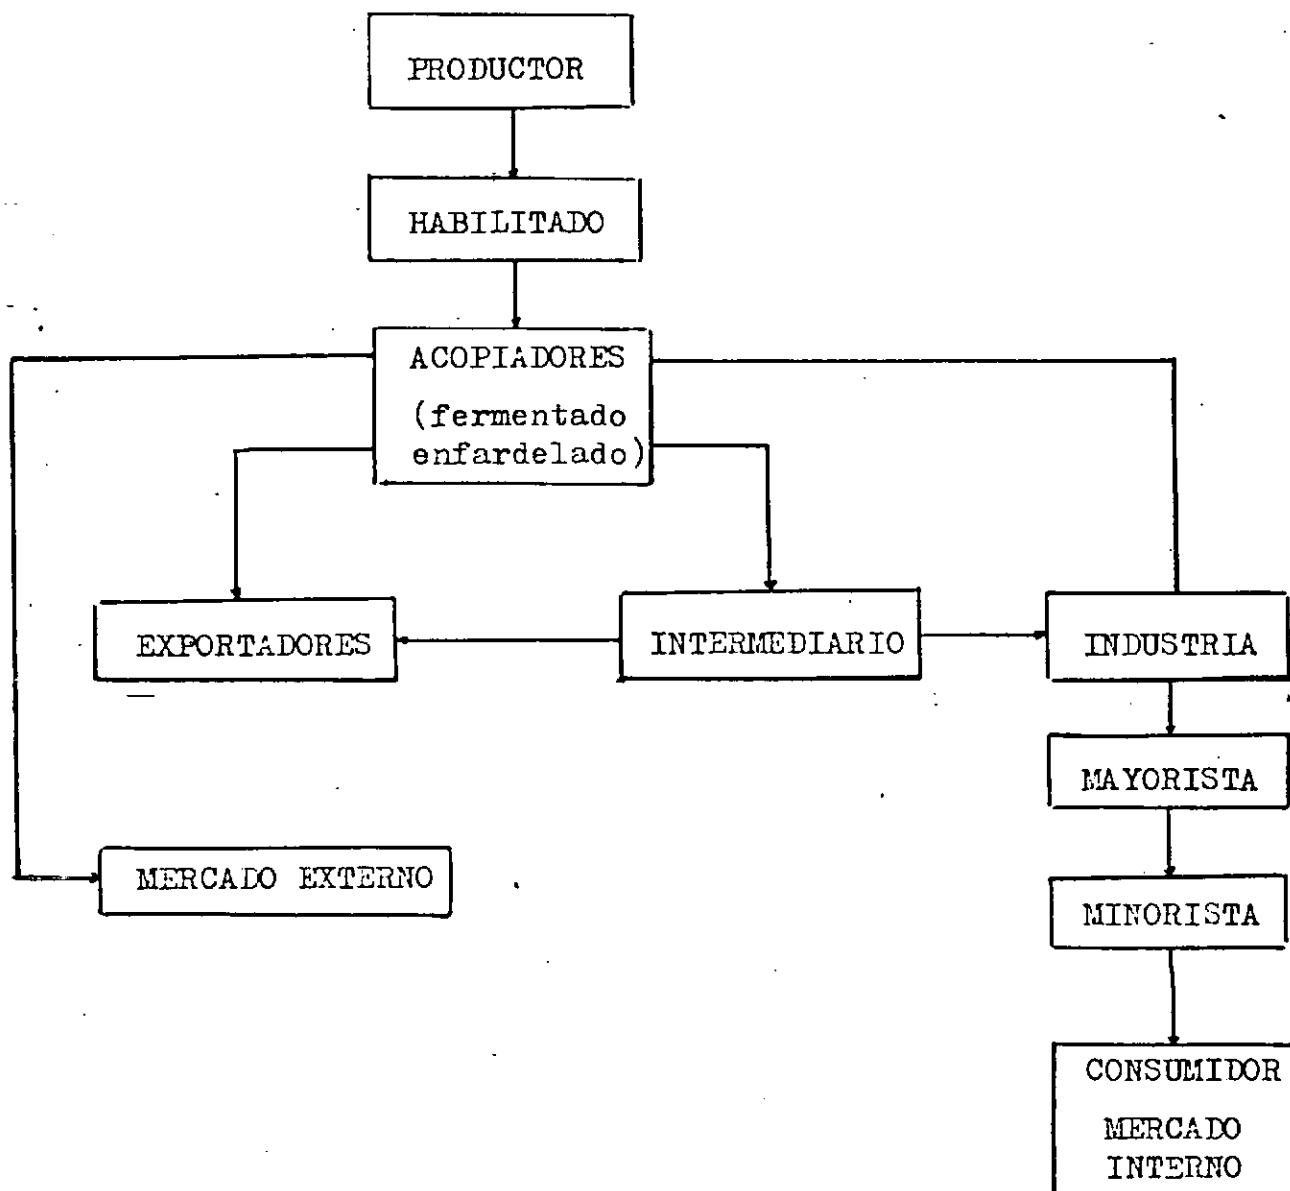 PRODUCTOR
HABILITADO
ACOPIADORES
(fermentado
enfardelado)
EXPORTADORES
INTERMEDIARIO
INDUSTRIA
MAYORISTA
MERCADO EXTERNO
MINORISTA
CONSUMIDOR
MERCADO
INTERNO